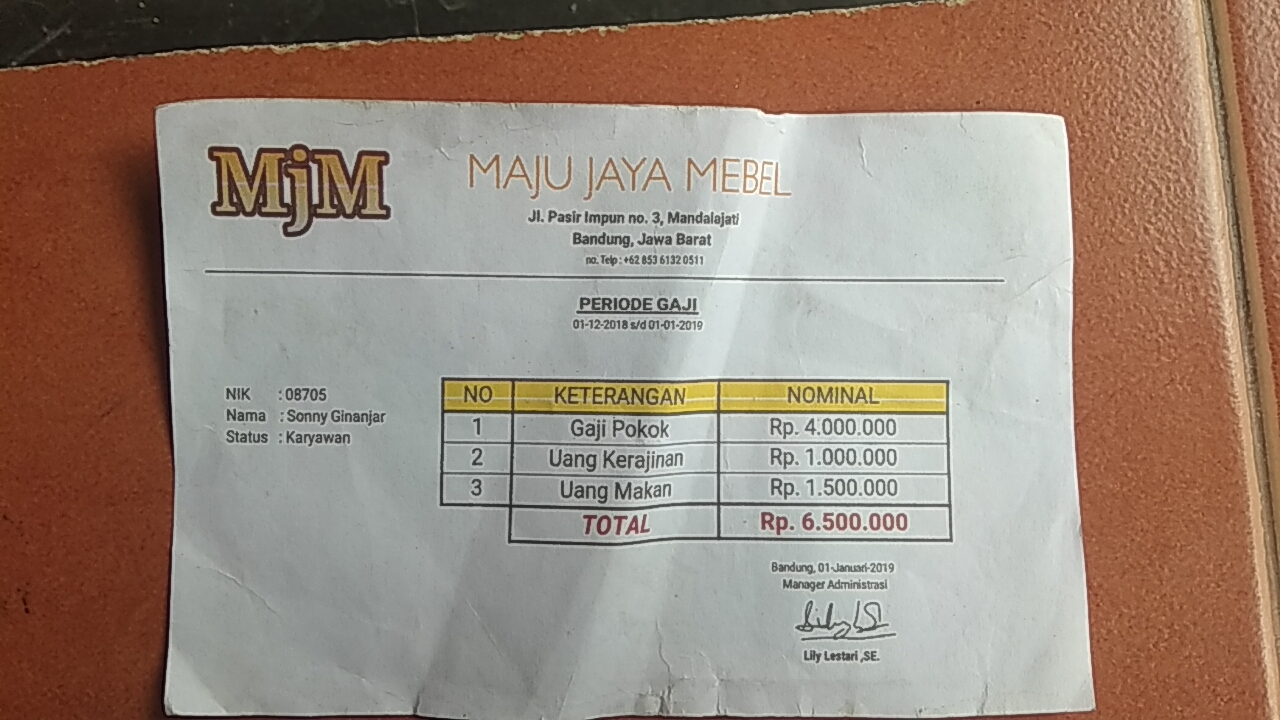 MjM
MAJU JAYA MEBEL
Jl. Pasir Impun no. 3, Mandalajati
Bandung, Jawa Barat
no. Telp : +62 853 6132 0511
PERIODE GAJI
01-12-2018 s/d 01-01-2019
NIK : 08705
Nama : Sonny Ginanjar
Status : Karyawan
NO KETERANGAN NOMINAL
1 Gaji Pokok Rp. 4.000.000
2 Uang Kerajinan Rp. 1.000.000
3 Uang Makan Rp. 1.500.000
TOTAL Rp. 6.500.000
Bandung, 01-Januari-2019
Manager Administrasi
Lily Lestari ,SE.